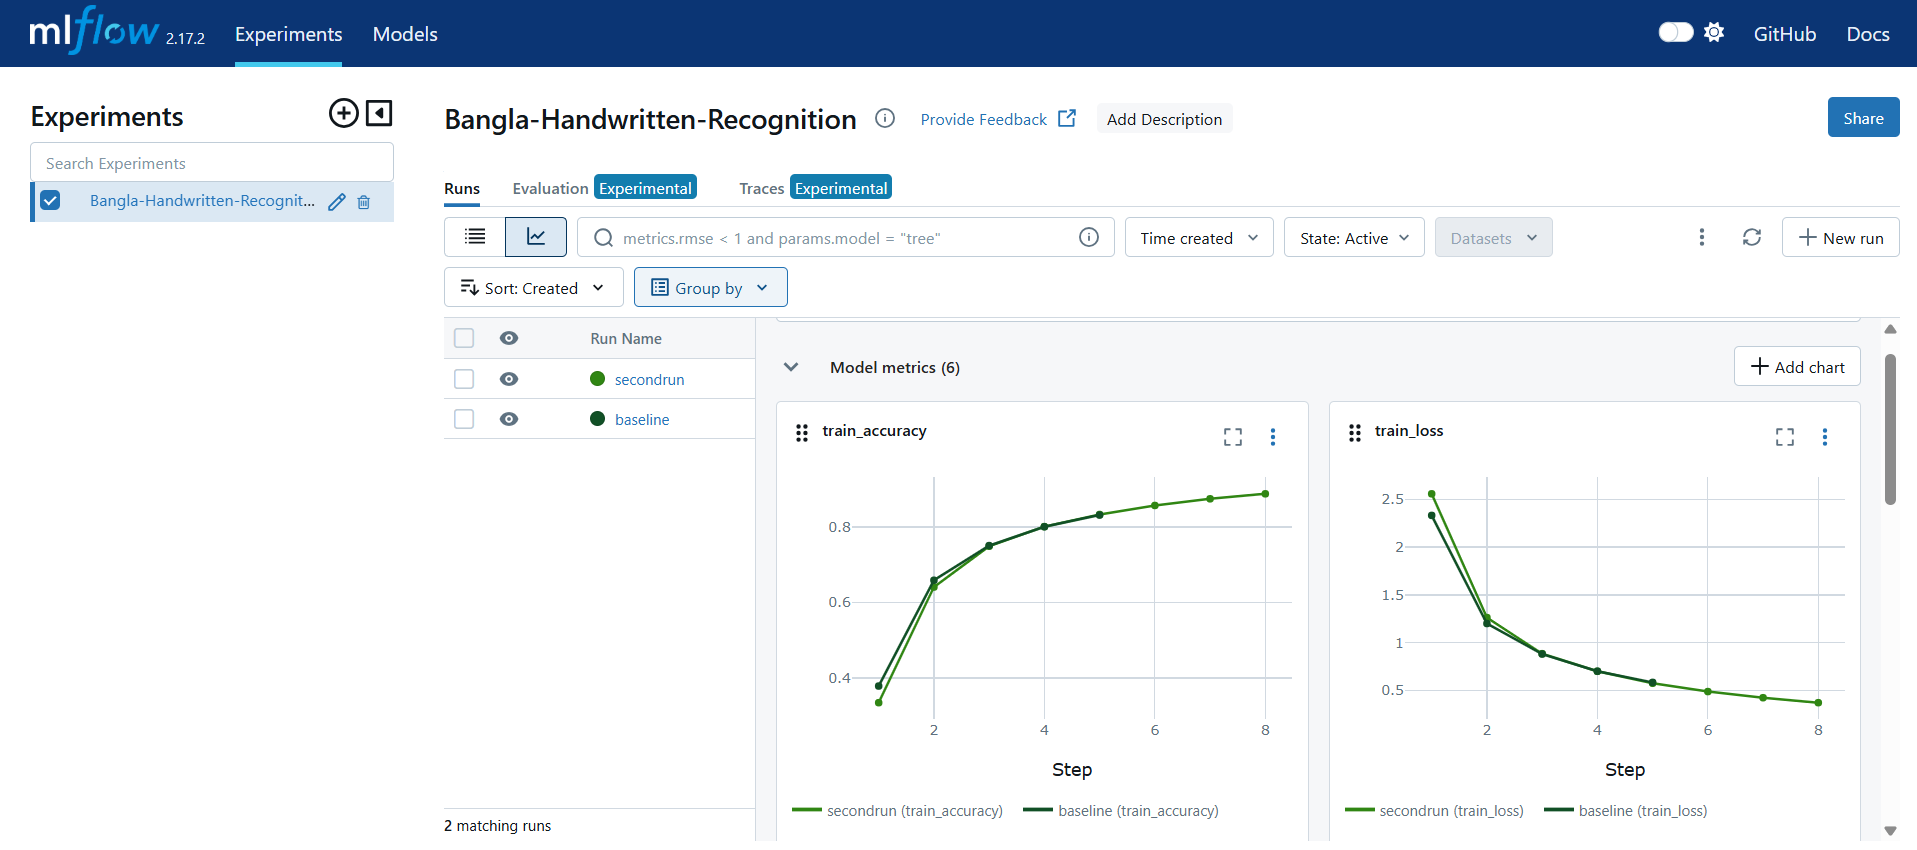 mlflow 2.17.2 Experiments Models GitHub Docs
Experiments
Search Experiments
Bangla-Handwritten-Recognit...
Bangla-Handwritten-Recognition Provide Feedback Add Description Share
Runs Evaluation Experimental Traces Experimental
metrics.rmse < 1 and params.model = "tree" Time created State: Active Datasets New run
Sort: Created Group by
Run Name
secondrun
baseline
2 matching runs
Model metrics (6) Add chart
train_accuracy
0.8
0.6
0.4
2 4 6 8
Step
secondrun (train_accuracy) baseline (train_accuracy)
train_loss
2.5
2
1.5
1
0.5
2 4 6 8
Step
secondrun (train_loss) baseline (train_loss)